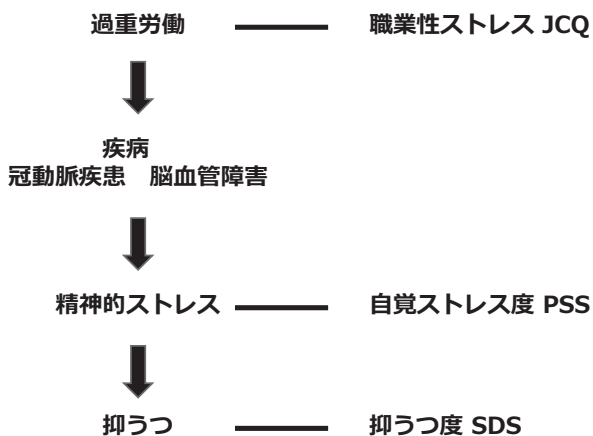 過重労働 職業性ストレス JCQ
疾病
冠動脈疾患　脳血管障害
精神的ストレス 自覚ストレス度 PSS
抑うつ 抑うつ度 SDS